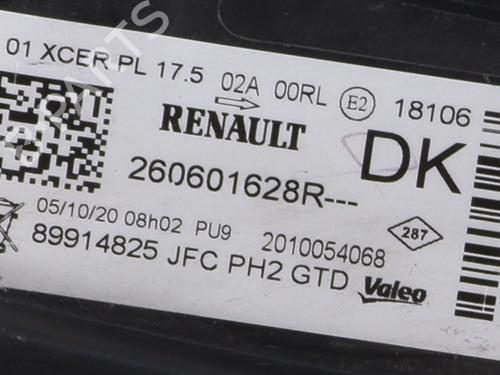 01 XCER PL 17.5 02A 00RL E2 18106
RENAULT DK
260601628R---
05/10/20 08h02 PU9 2010054068 287
89914825 JFC PH2 GTD Valeo